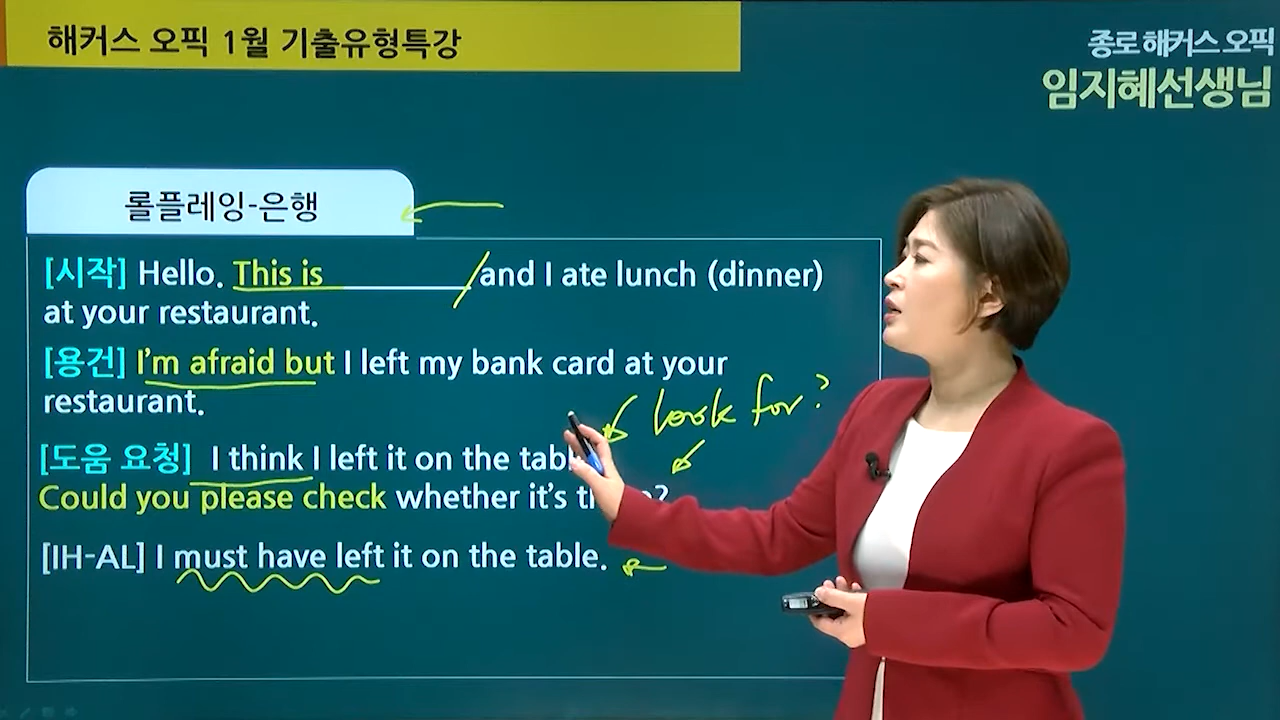 해커스 오픽 1월 기출유형특강
종로 해커스 오픽
임지혜선생님
롤플레잉-은행
[시작] Hello. This is ________ and I ate lunch (dinner)
at your restaurant.
[용건] I'm afraid but I left my bank card at your
restaurant.
look for?
[도움 요청] I think I left it on the
Could you please check whether it's
[IH-AL] I must have left it on the table.